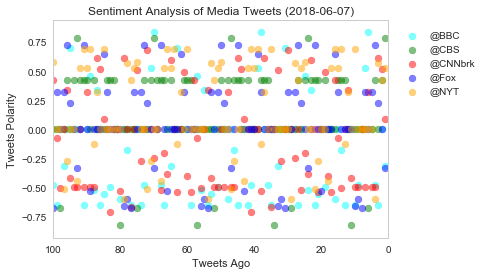 Sentiment Analysis of Media Tweets (2018-06-07)
@BBC
@CBS
@CNNbrk
@Fox
@NYT
Tweets Polarity
0.75
0.50
0.25
0.00
−0.25
−0.50
−0.75
100 80 60 40 20 0
Tweets Ago